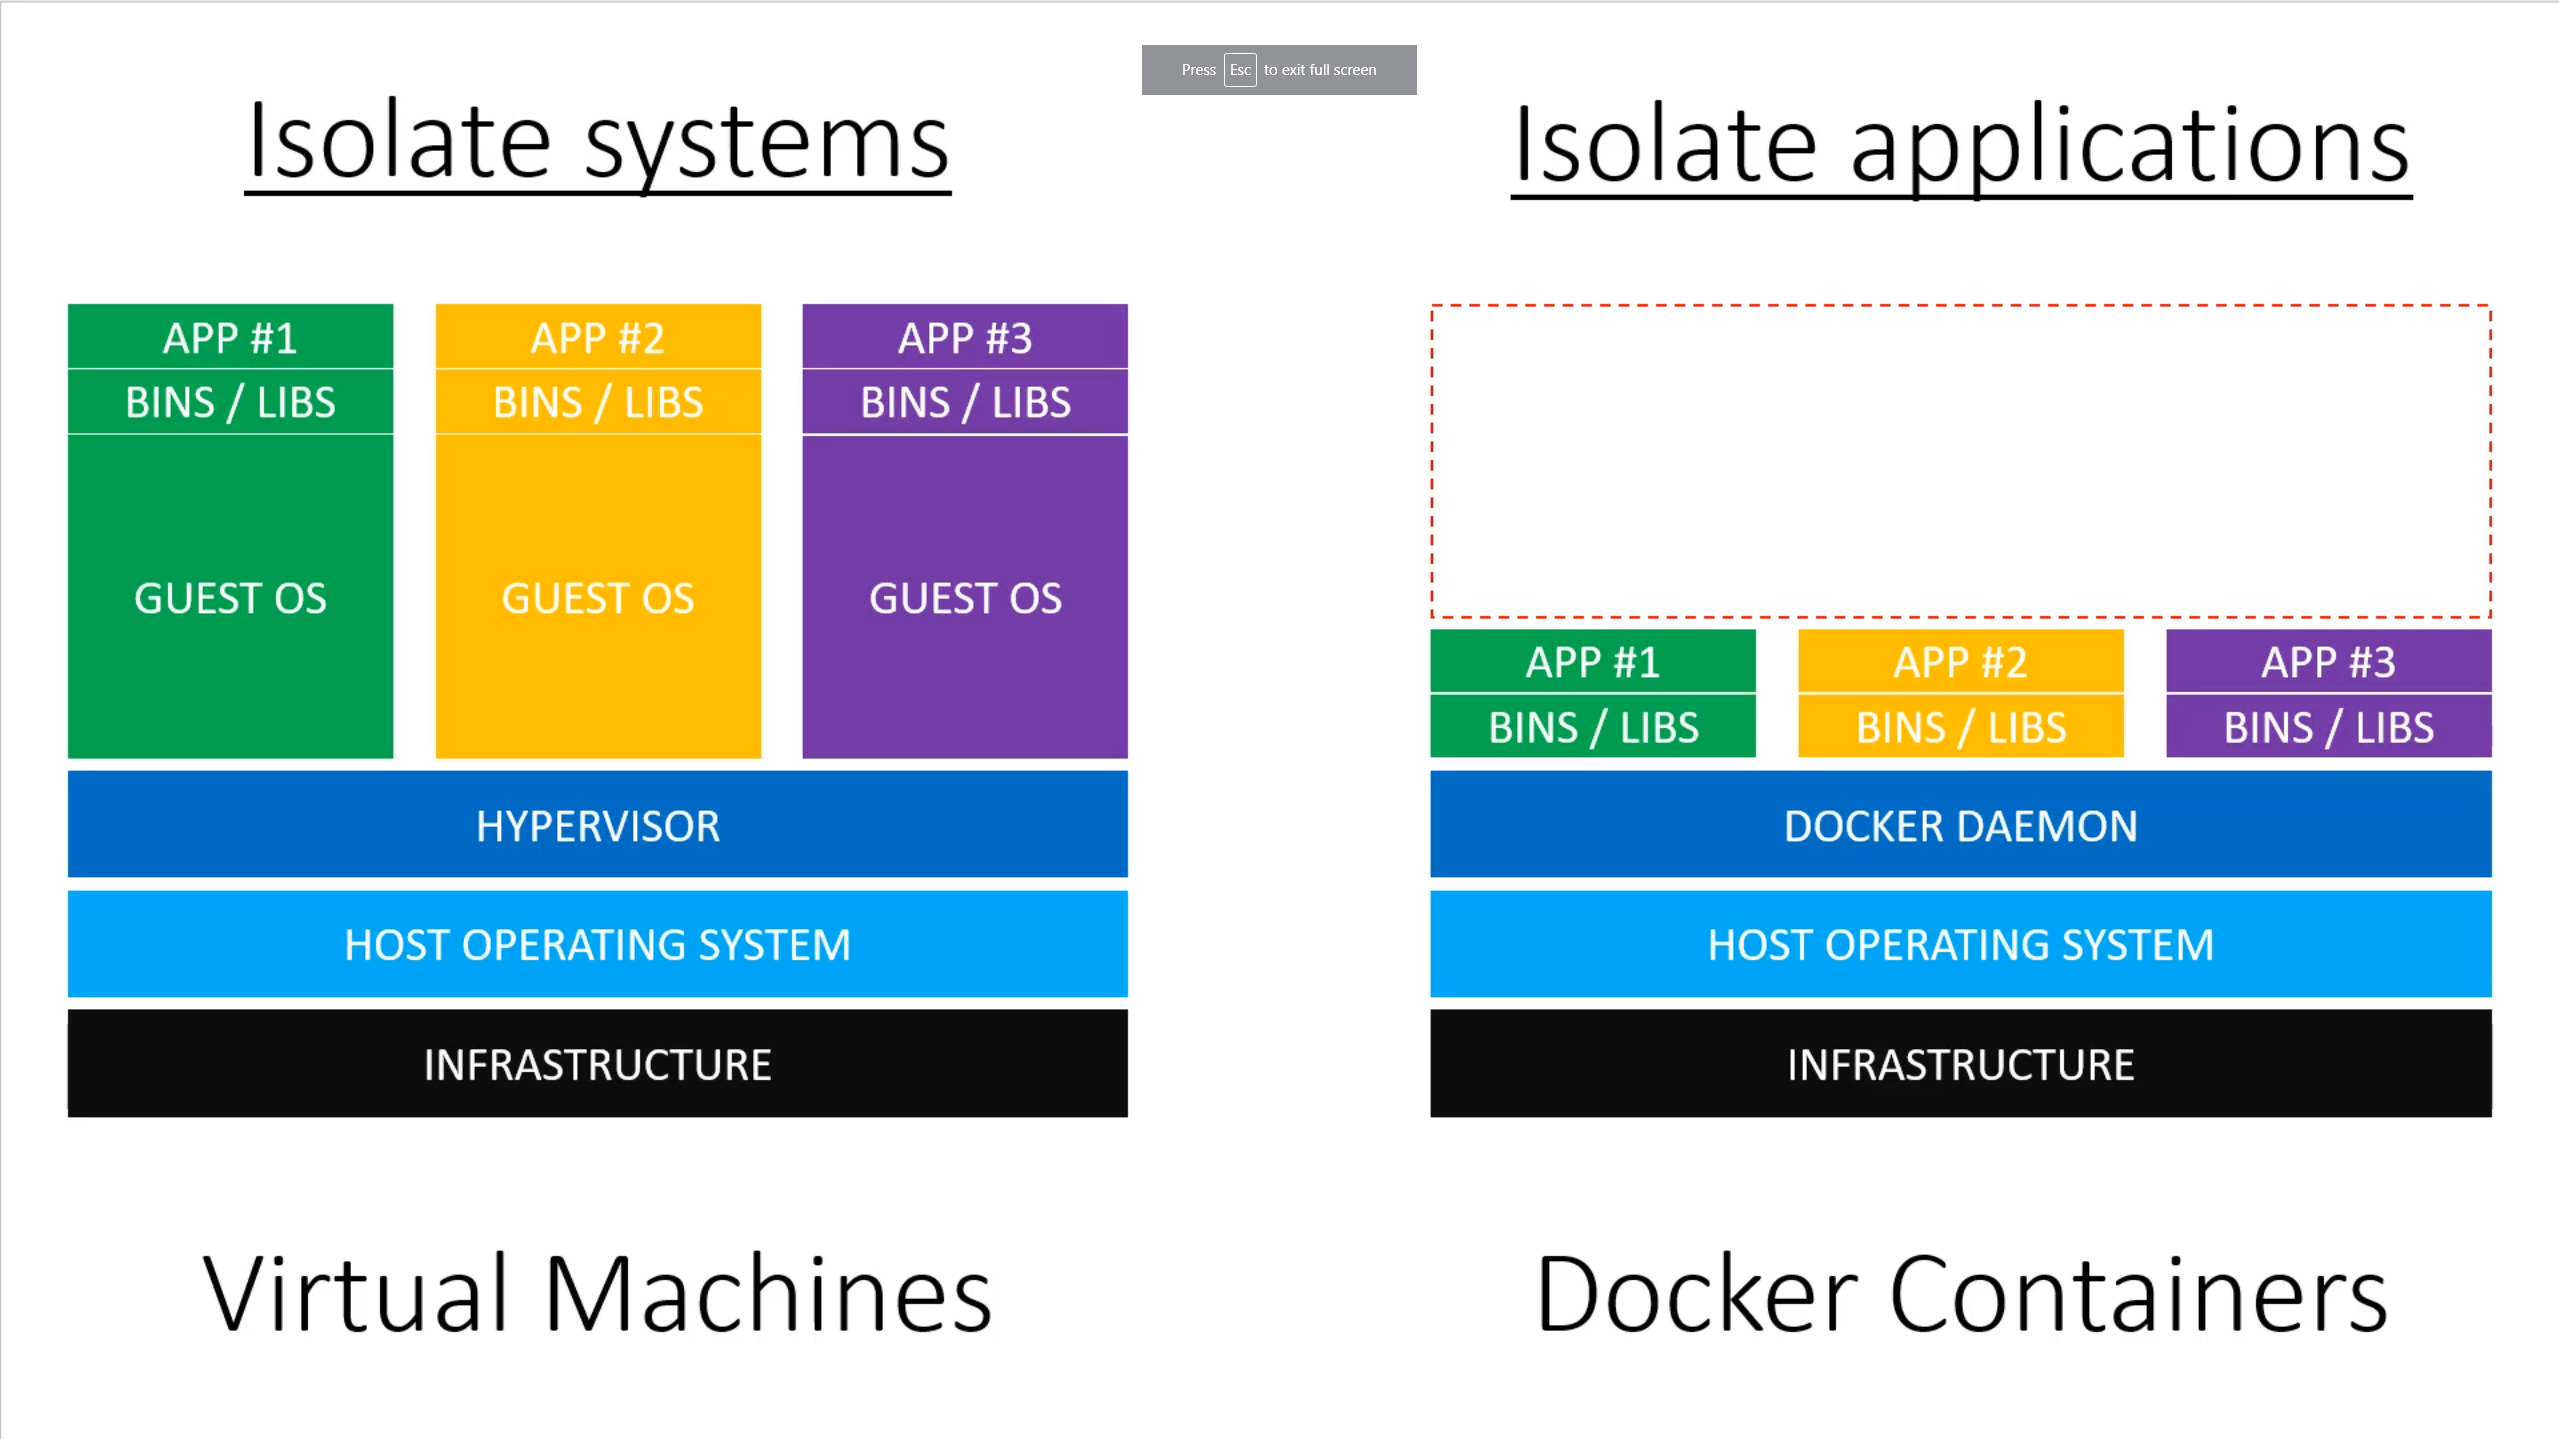 Press Esc to exit full screen
Isolate systems
APP #1
BINS / LIBS
GUEST OS
APP #2
BINS / LIBS
GUEST OS
APP #3
BINS / LIBS
GUEST OS
HYPERVISOR
HOST OPERATING SYSTEM
INFRASTRUCTURE
Virtual Machines
Isolate applications
APP #1
BINS / LIBS
APP #2
BINS / LIBS
APP #3
BINS / LIBS
DOCKER DAEMON
HOST OPERATING SYSTEM
INFRASTRUCTURE
Docker Containers